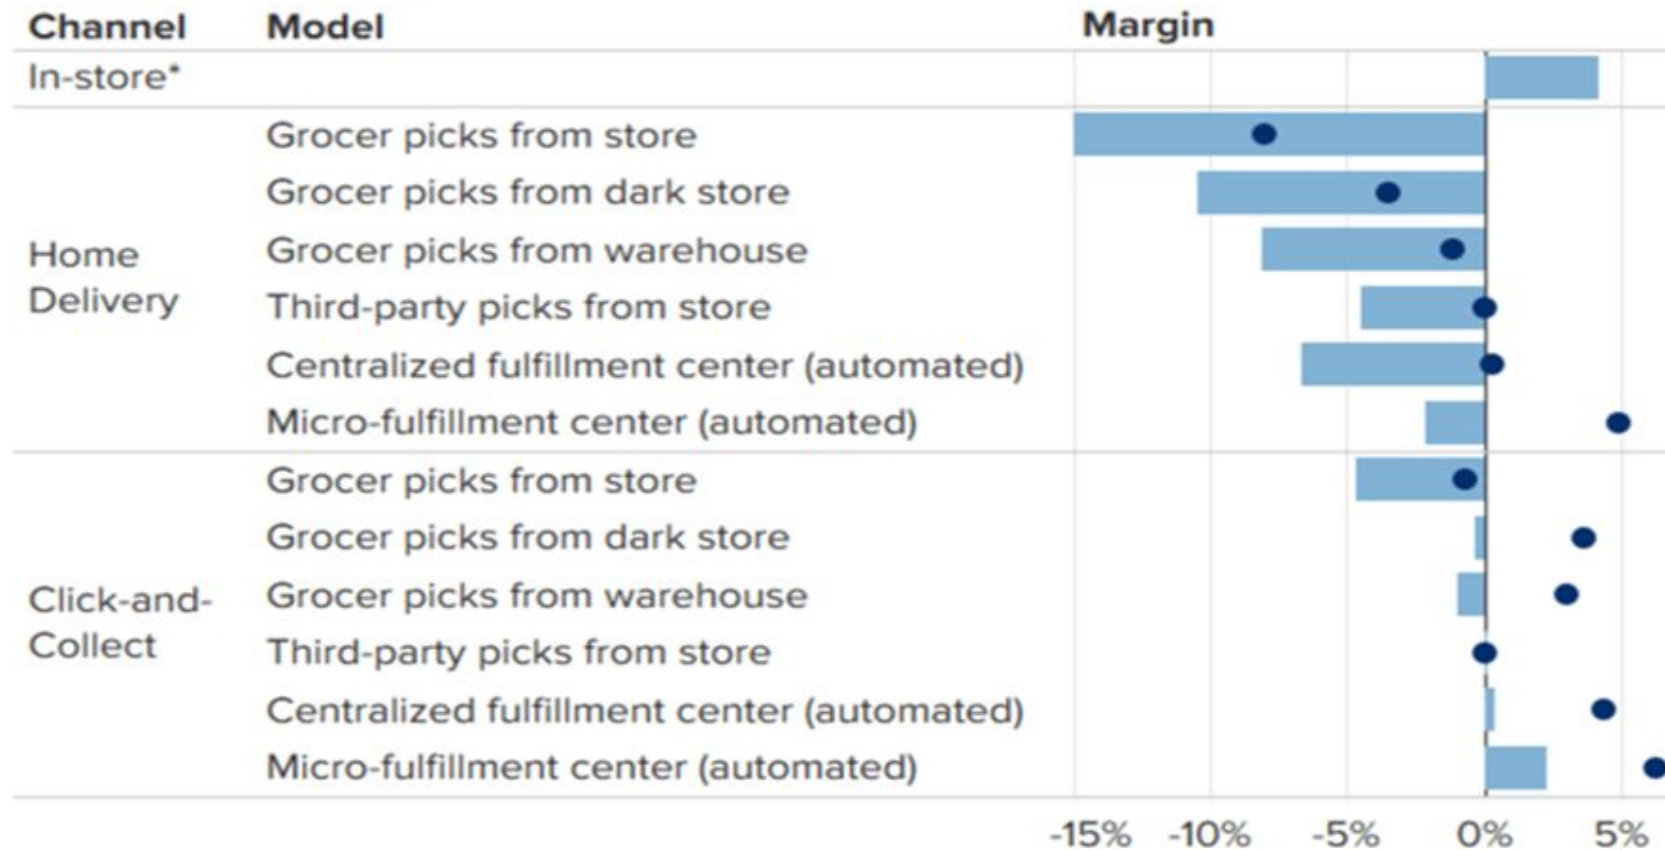 Channel Model Margin
In-store*
Grocer picks from store
Grocer picks from dark store
Home
Delivery
Grocer picks from warehouse
Third-party picks from store
Centralized fulfillment center (automated)
Micro-fulfillment center (automated)
Grocer picks from store
Grocer picks from dark store
Click-and-
Collect
Grocer picks from warehouse
Third-party picks from store
Centralized fulfillment center (automated)
Micro-fulfillment center (automated)
-15% -10% -5% 0% 5%